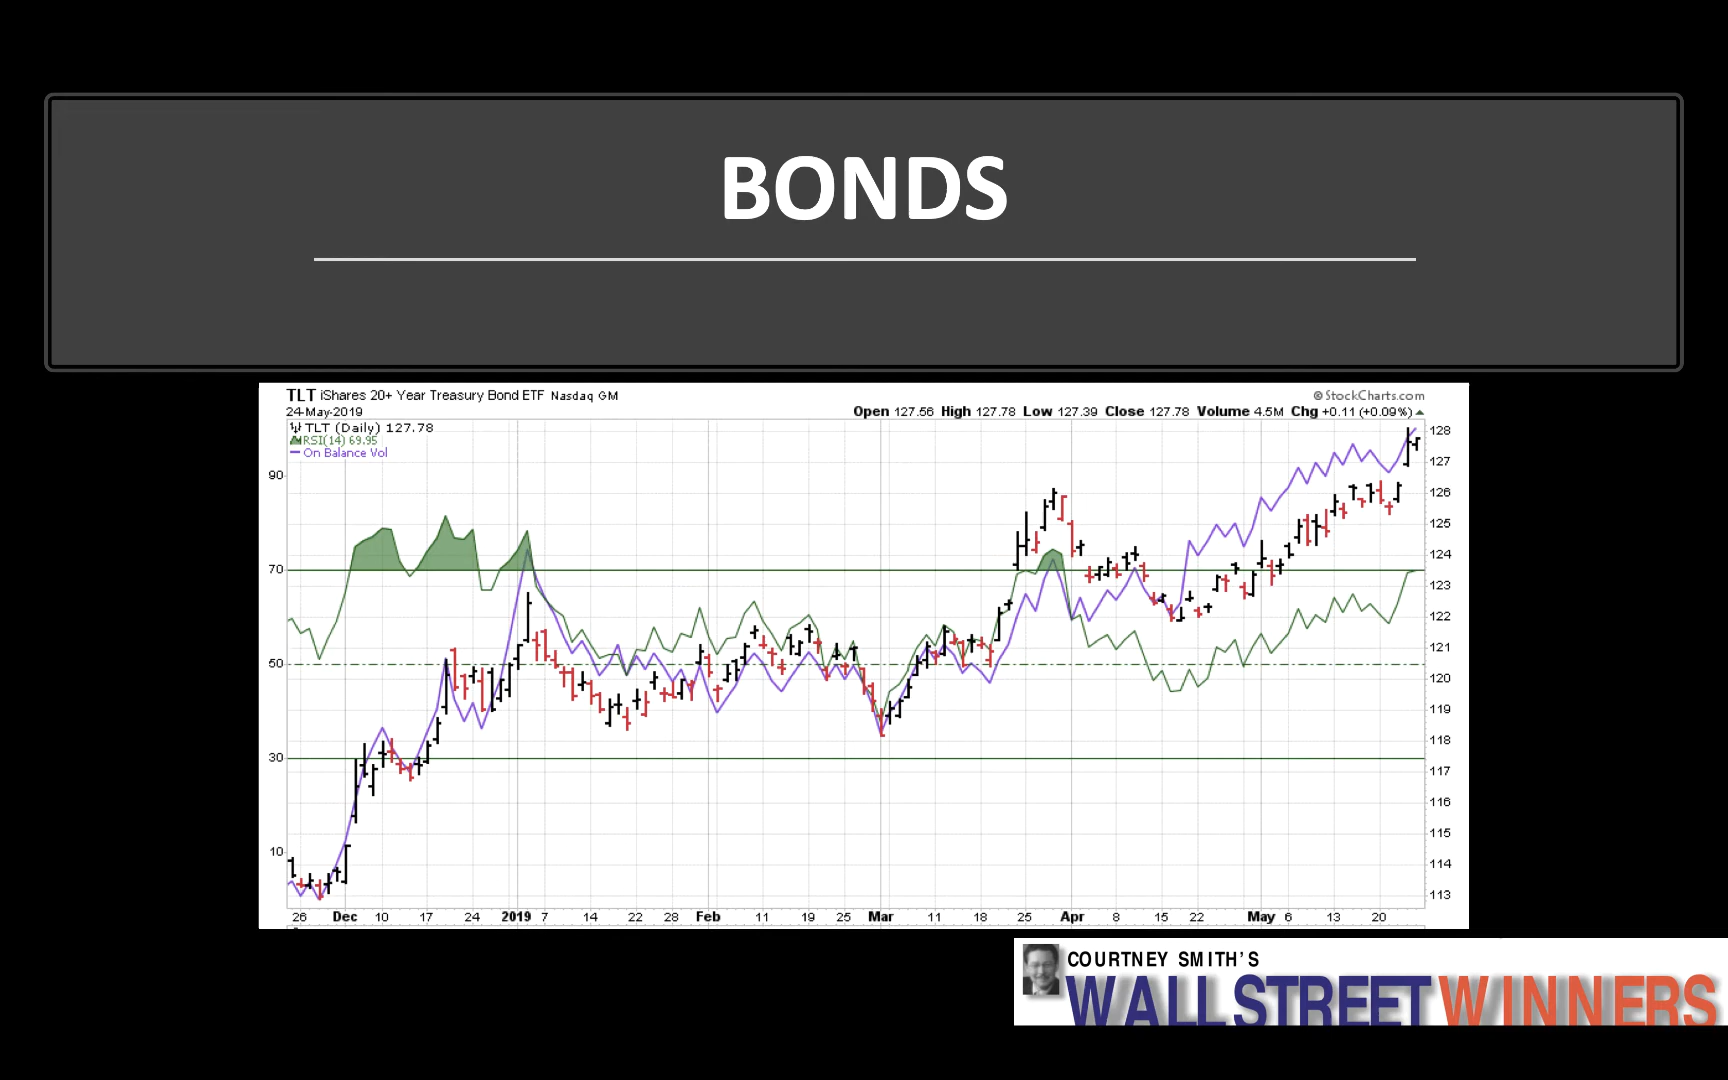 BONDS
TLT iShares 20+ Year Treasury Bond ETF Nasdaq GM
© StockCharts.com
24-May-2019
Open 127.56 High 127.78 Low 127.39 Close 127.78 Volume 4.5M Chg +0.11 (+0.09%)
TLT (Daily) 127.78
RSI(14) 69.95
On Balance Vol
128
127
90
126
125
124
70
123
122
121
50
120
119
118
30
117
116
115
10
114
113
26 Dec 10 17 24 2019 7 14 22 28 Feb 11 19 25 Mar 11 18 25 Apr 8 15 22 May 6 13 20
COURTNEY SMITH'S
WALL STREET WINNERS